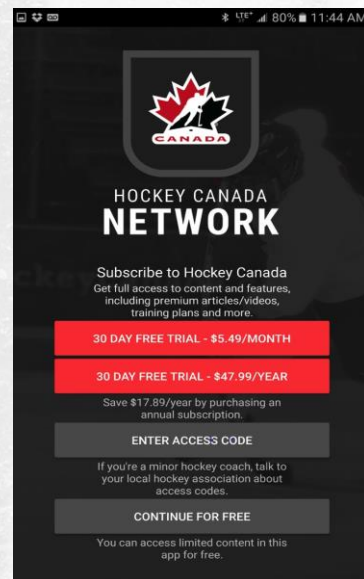 LTE+ 80% 11:44 AM
CANADA
HOCKEY CANADA
NETWORK
Subscribe to Hockey Canada
Get full access to content and features,
including premium articles/videos,
training plans and more.
30 DAY FREE TRIAL - $5.49/MONTH
30 DAY FREE TRIAL - $47.99/YEAR
Save $17.89/year by purchasing an
annual subscription.
ENTER ACCESS CODE
If you're a minor hockey coach, talk to
your local hockey association about
access codes.
CONTINUE FOR FREE
You can access limited content in this
app for free.